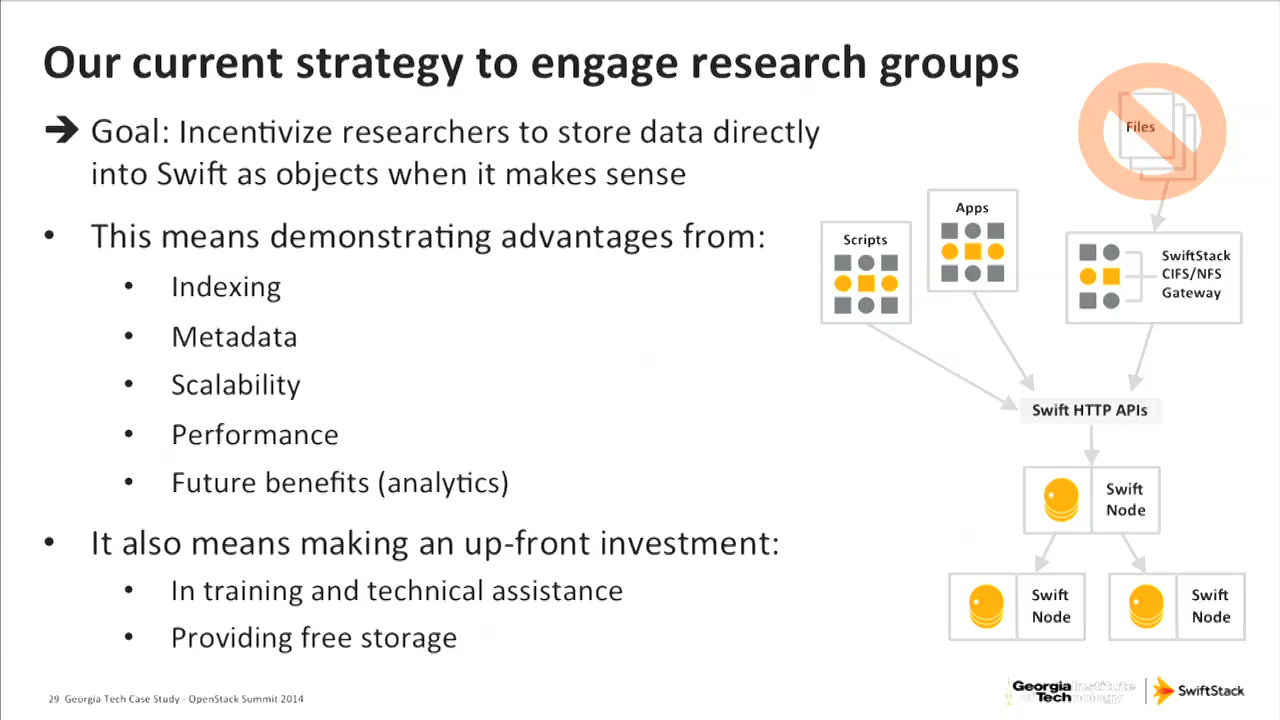 Our current strategy to engage research groups
➔ Goal: Incentivize researchers to store data directly
into Swift as objects when it makes sense
• This means demonstrating advantages from:
• Indexing
• Metadata
• Scalability
• Performance
• Future benefits (analytics)
• It also means making an up-front investment:
• In training and technical assistance
• Providing free storage
Files
Apps
Scripts
SwiftStack
CIFS/NFS
Gateway
Swift HTTP APIs
Swift
Node
Swift
Node
Swift
Node
29 Georgia Tech Case Study - OpenStack Summit 2014
Georgia Institute
of Technology
SwiftStack